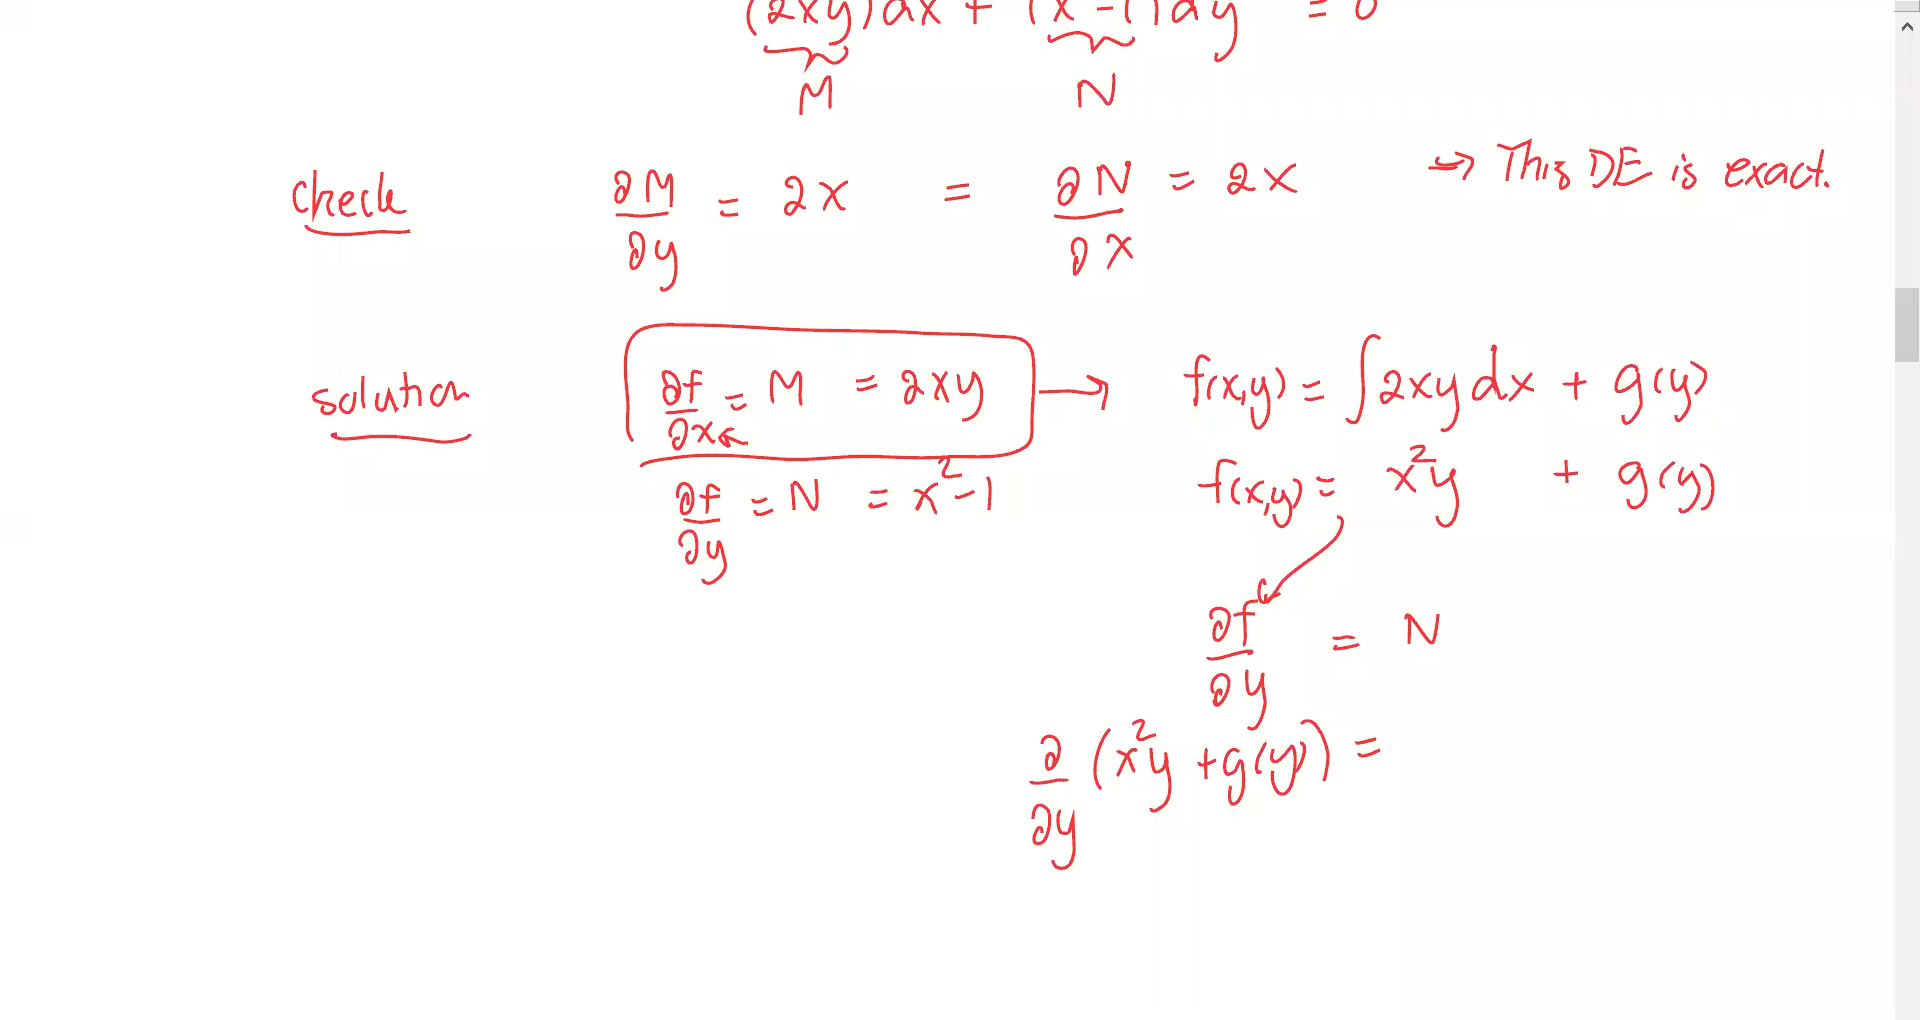 (2xy)dx + (x -1)dy = 0
M N
Check ∂M/∂y = 2x = ∂N/∂x = 2x → This DE is exact.
solution ∂f/∂x = M = 2xy → f(x,y) = ∫2xy dx + g(y)
∂f/∂y = N = x²-1 f(x,y) = x²y + g(y)
∂f/∂y = N
∂/∂y (x²y + g(y)) =